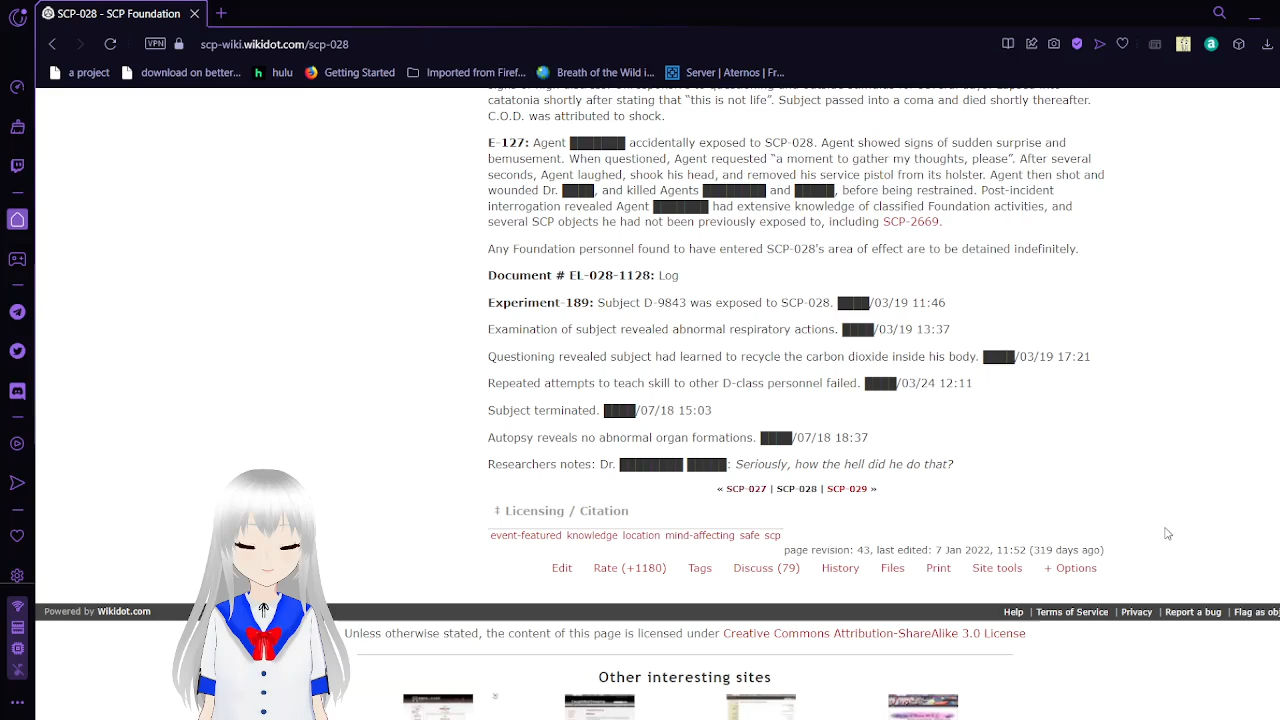 SCP-028 - SCP Foundation
VPN scp-wiki.wikidot.com/scp-028
a project download on better... hulu Getting Started Imported from Firef... Breath of the Wild i... Server | Aternos | Fr...
catatonia shortly after stating that "this is not life". Subject passed into a coma and died shortly thereafter.
C.O.D. was attributed to shock.
E-127: Agent ███████ accidentally exposed to SCP-028. Agent showed signs of sudden surprise and
bemusement. When questioned, Agent requested "a moment to gather my thoughts, please". After several
seconds, Agent laughed, shook his head, and removed his service pistol from its holster. Agent then shot and
wounded Dr. ████, and killed Agents ████████ and █████, before being restrained. Post-incident
interrogation revealed Agent ███████ had extensive knowledge of classified Foundation activities, and
several SCP objects he had not been previously exposed to, including SCP-2669.
Any Foundation personnel found to have entered SCP-028's area of effect are to be detained indefinitely.
Document # EL-028-1128: Log
Experiment-189: Subject D-9843 was exposed to SCP-028. ████/03/19 11:46
Examination of subject revealed abnormal respiratory actions. ████/03/19 13:37
Questioning revealed subject had learned to recycle the carbon dioxide inside his body. ████/03/19 17:21
Repeated attempts to teach skill to other D-class personnel failed. ████/03/24 12:11
Subject terminated. ████/07/18 15:03
Autopsy reveals no abnormal organ formations. ████/07/18 18:37
Researchers notes: Dr. ████████ █████: Seriously, how the hell did he do that?
« SCP-027 | SCP-028 | SCP-029 »
‡ Licensing / Citation
event-featured knowledge location mind-affecting safe scp
page revision: 43, last edited: 7 Jan 2022, 11:52 (319 days ago)
Edit Rate (+1180) Tags Discuss (79) History Files Print Site tools + Options
Powered by Wikidot.com Help | Terms of Service | Privacy | Report a bug | Flag as obj
Unless otherwise stated, the content of this page is licensed under Creative Commons Attribution-ShareAlike 3.0 License
Other interesting sites